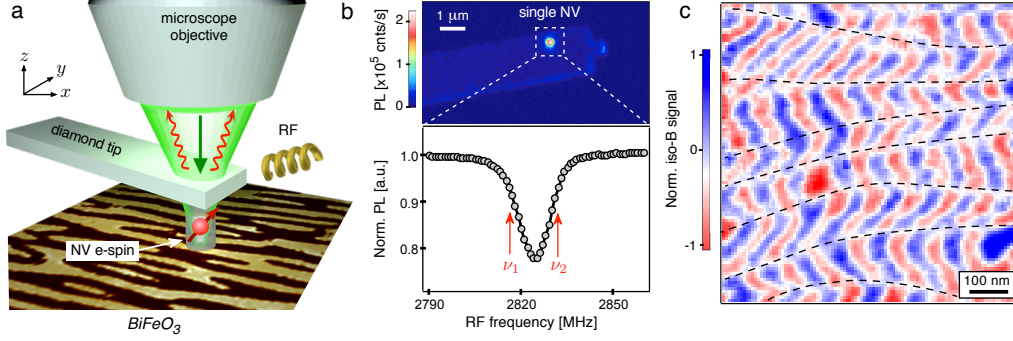 a
microscope
objective
z
y
x
RF
diamond tip
NV e-spin
BiFeO3
b
PL [x10^5 cnts/s]
2
1
0
1 μm
single NV
Norm. PL [a.u.]
1.0
0.9
0.8
ν1
ν2
2790
2820
2850
RF frequency [MHz]
c
Norm. iso-B signal
1
0
-1
100 nm